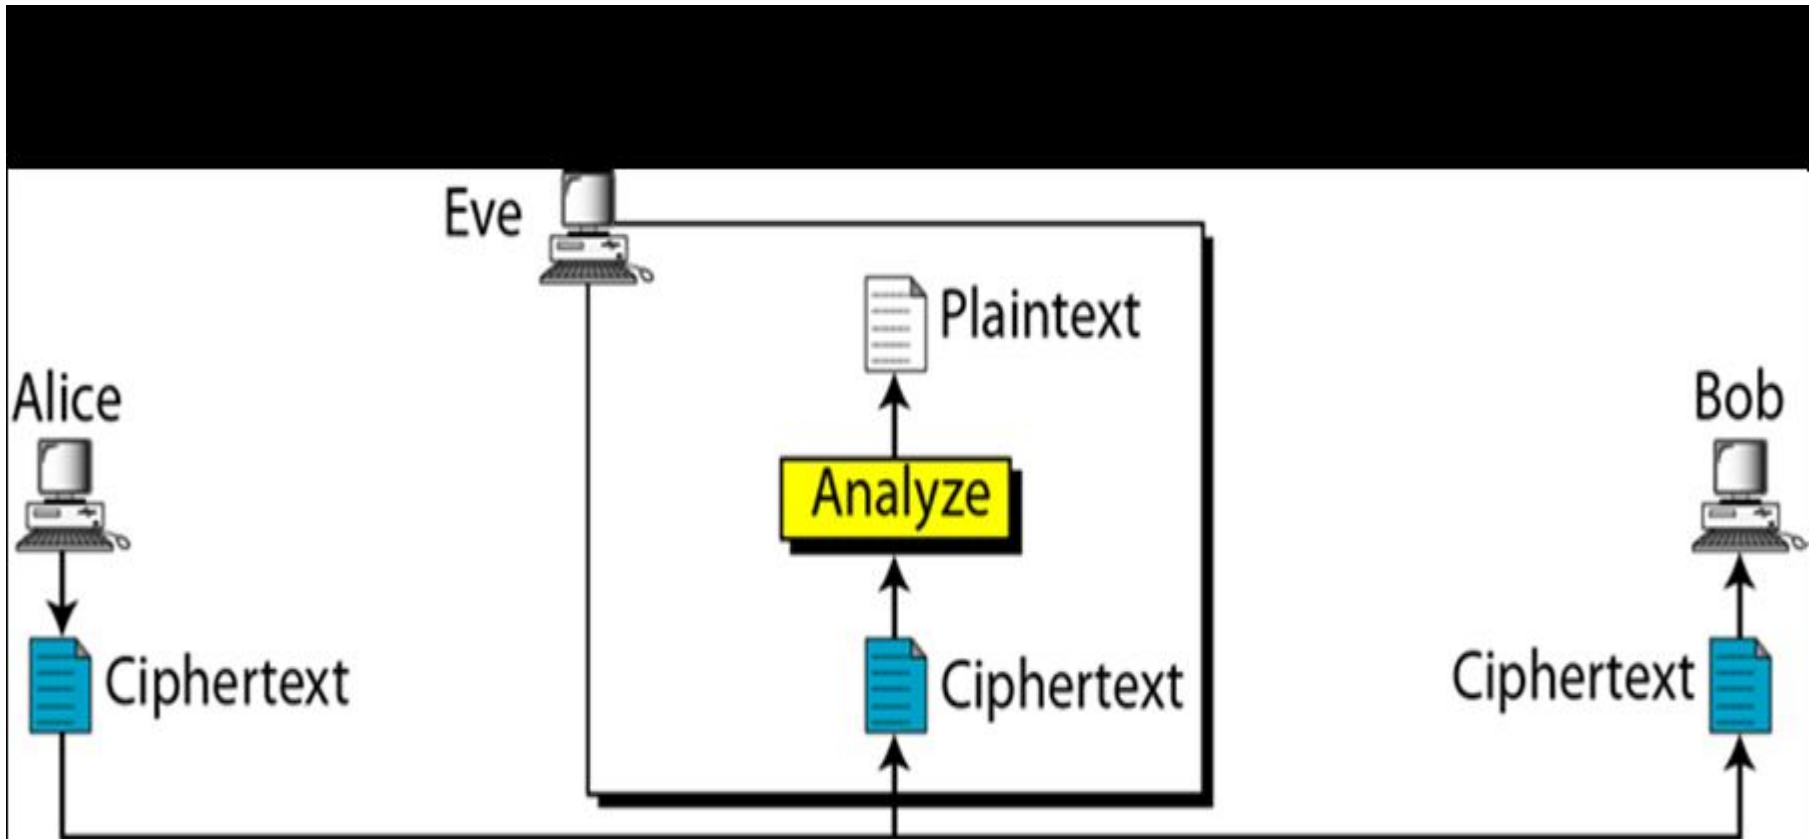 Eve
Plaintext
Alice
Bob
Analyze
Ciphertext
Ciphertext
Ciphertext